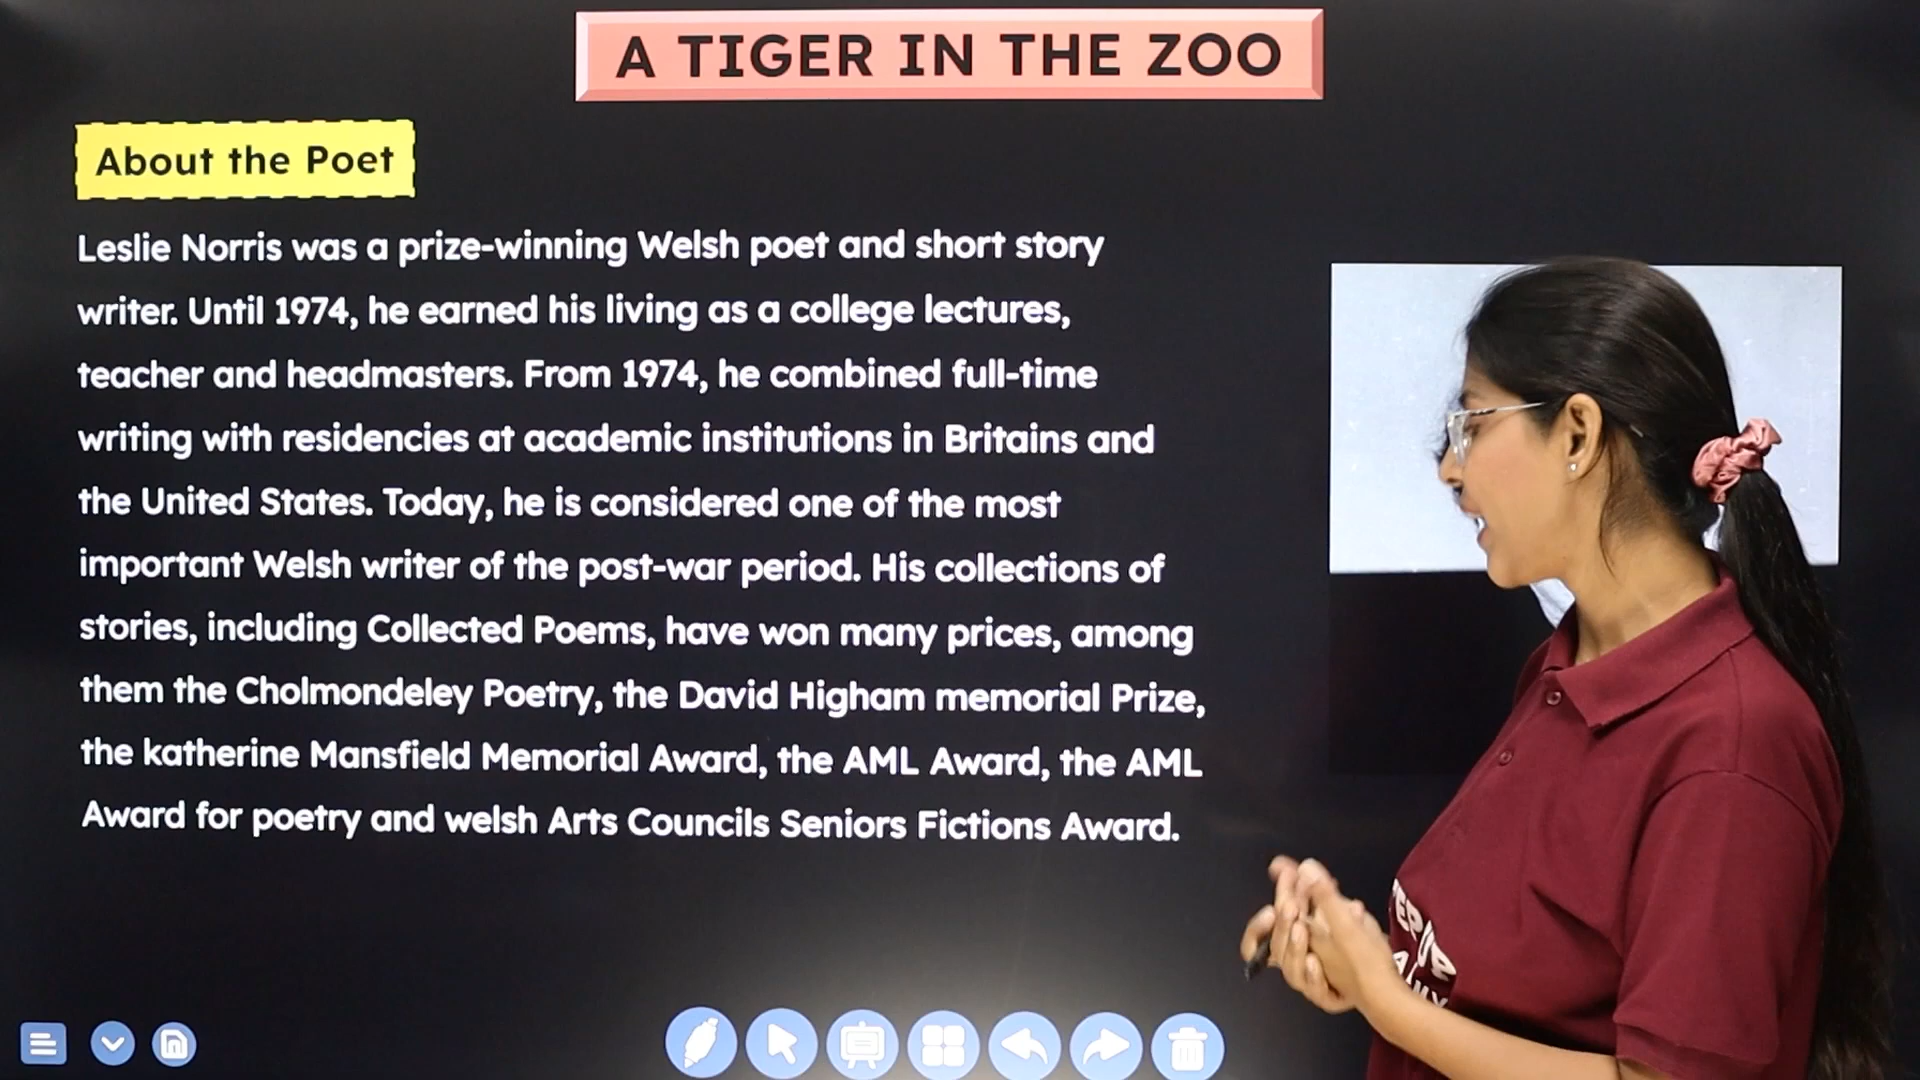 A TIGER IN THE ZOO
About the Poet
Leslie Norris was a prize-winning Welsh poet and short story
writer. Until 1974, he earned his living as a college lectures,
teacher and headmasters. From 1974, he combined full-time
writing with residencies at academic institutions in Britains and
the United States. Today, he is considered one of the most
important Welsh writer of the post-war period. His collections of
stories, including Collected Poems, have won many prices, among
them the Cholmondeley Poetry, the David Higham memorial Prize,
the katherine Mansfield Memorial Award, the AML Award, the AML
Award for poetry and welsh Arts Councils Seniors Fictions Award.